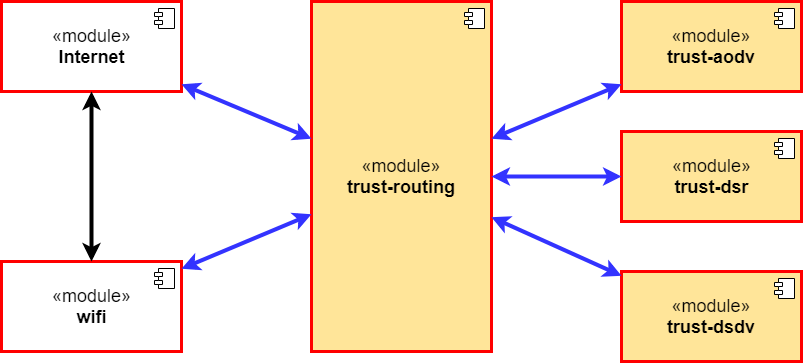 «module»
Internet
«module»
wifi
«module»
trust-routing
«module»
trust-aodv
«module»
trust-dsr
«module»
trust-dsdv